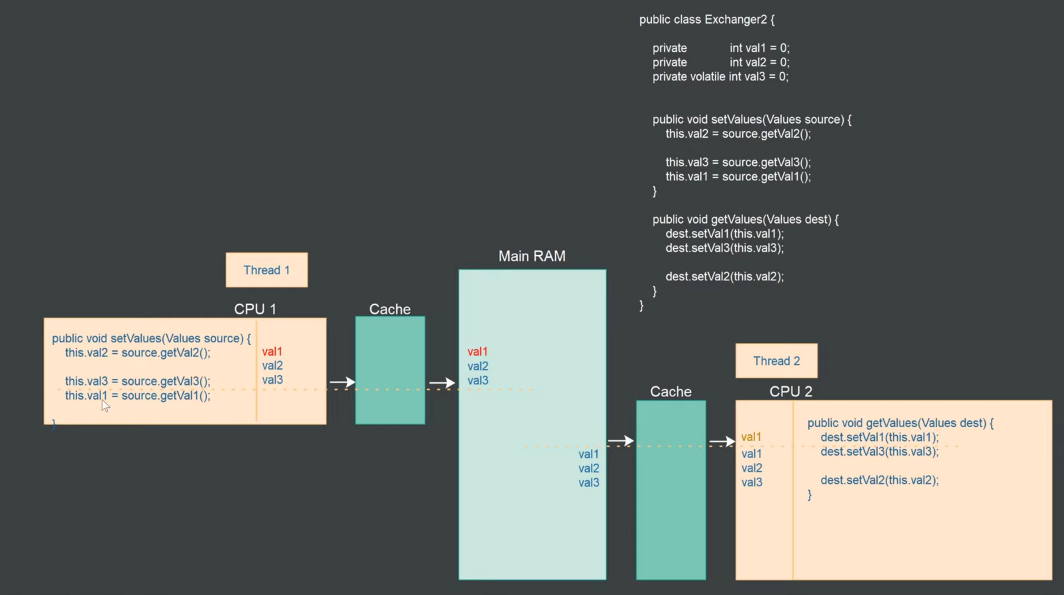 public class Exchanger2 {
private int val1 = 0;
private int val2 = 0;
private volatile int val3 = 0;
public void setValues(Values source) {
this.val2 = source.getVal2();
this.val3 = source.getVal3();
this.val1 = source.getVal1();
}
public void getValues(Values dest) {
dest.setVal1(this.val1);
dest.setVal3(this.val3);
dest.setVal2(this.val2);
}
}
Thread 1
CPU 1
public void setValues(Values source) {
this.val2 = source.getVal2();
this.val3 = source.getVal3();
this.val1 = source.getVal1();
}
val1
val2
val3
Cache
Main RAM
val1
val2
val3
val1
val2
val3
Cache
Thread 2
CPU 2
val1
val1
val2
val3
public void getValues(Values dest) {
dest.setVal1(this.val1);
dest.setVal3(this.val3);
dest.setVal2(this.val2);
}